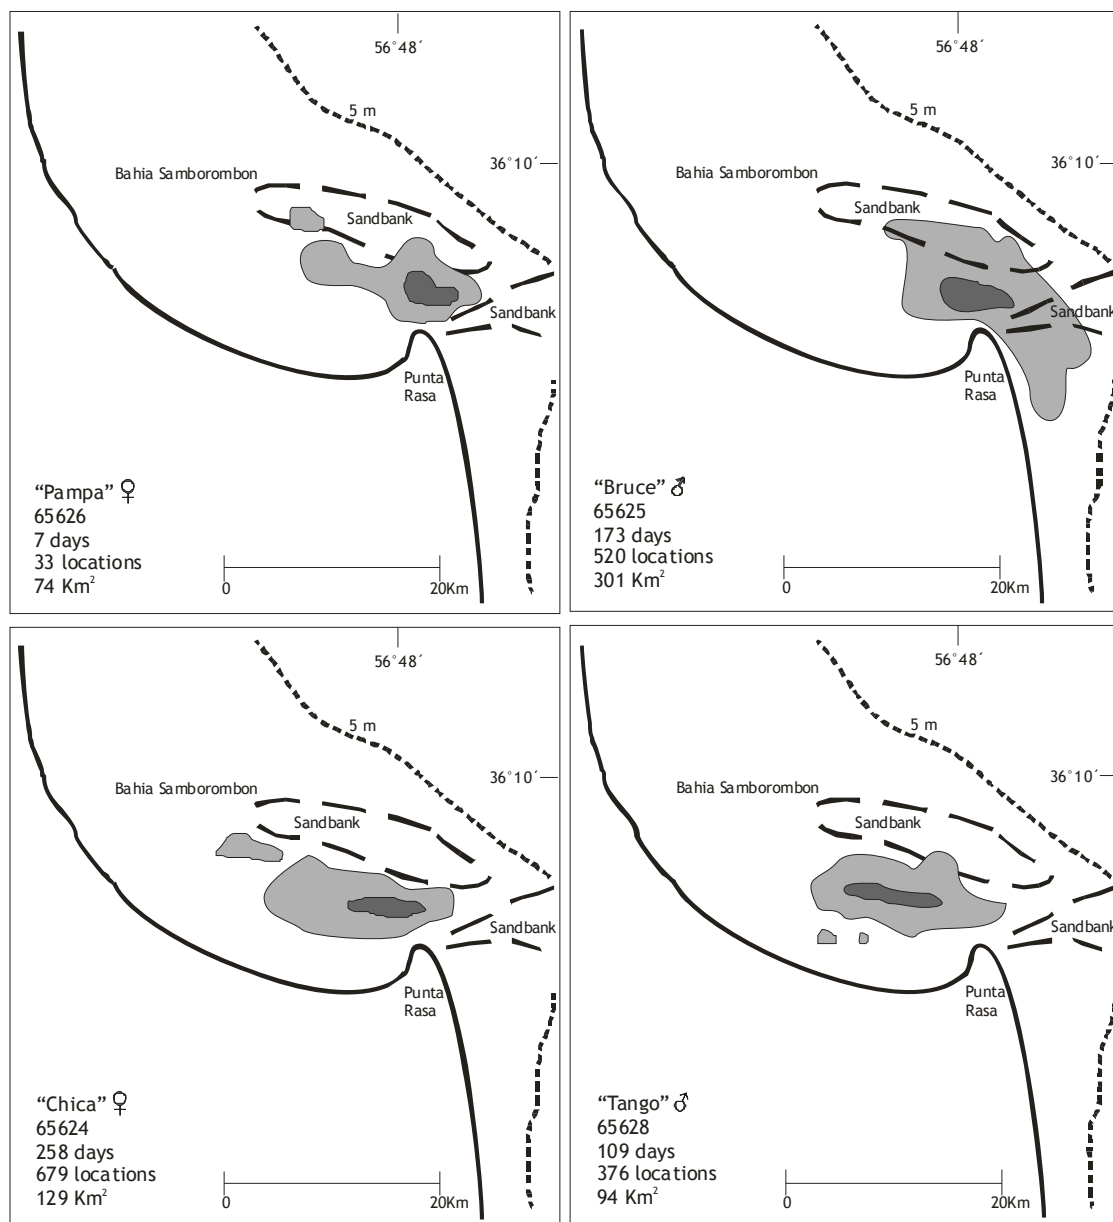 56°48´
5 m
36°10´
Bahia Samborombon
Sandbank
Sandbank
Punta
Rasa
“Pampa” ♀
65626
7 days
33 locations
74 Km²
0 20Km
56°48´
5 m
36°10´
Bahia Samborombon
Sandbank
Sandbank
Punta
Rasa
“Bruce” ♂
65625
173 days
520 locations
301 Km²
0 20Km
56°48´
5 m
36°10´
Bahia Samborombon
Sandbank
Sandbank
Punta
Rasa
“Chica” ♀
65624
258 days
679 locations
129 Km²
0 20Km
56°48´
5 m
36°10´
Bahia Samborombon
Sandbank
Sandbank
Punta
Rasa
“Tango” ♂
65628
109 days
376 locations
94 Km²
0 20Km